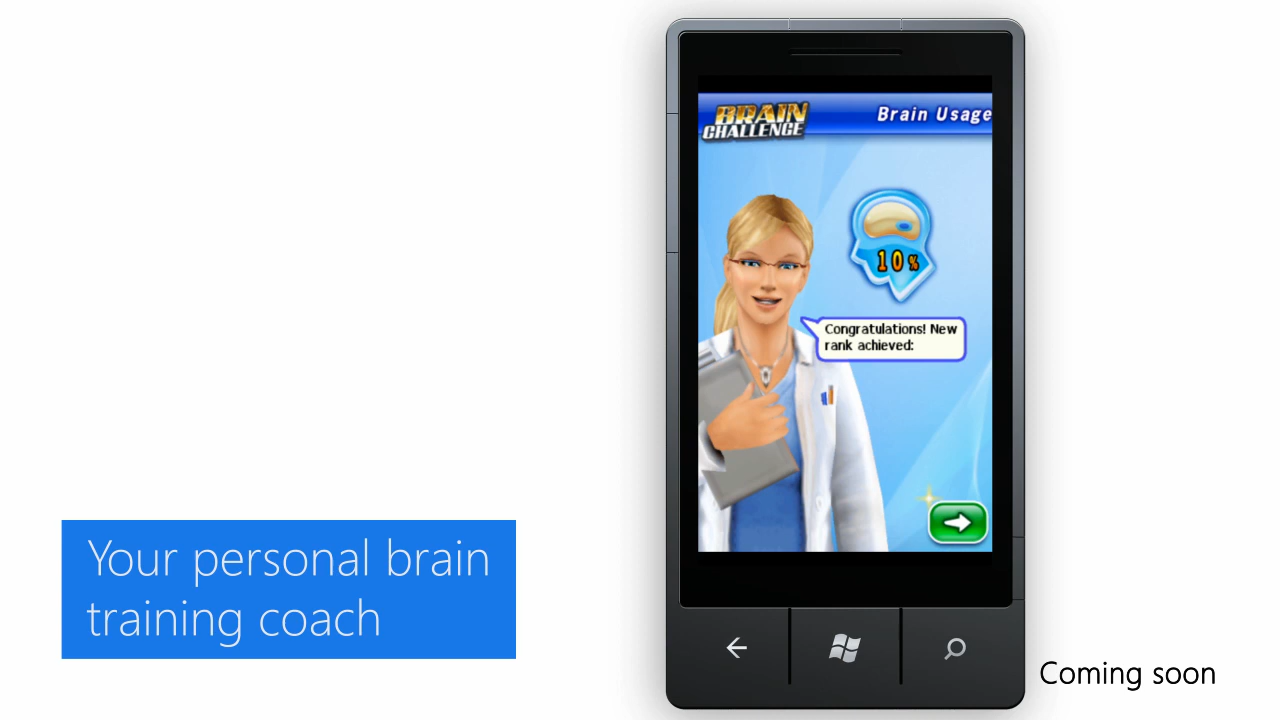 BRAIN
CHALLENGE
Brain Usage
10%
Congratulations! New
rank achieved:
Your personal brain
training coach
Coming soon